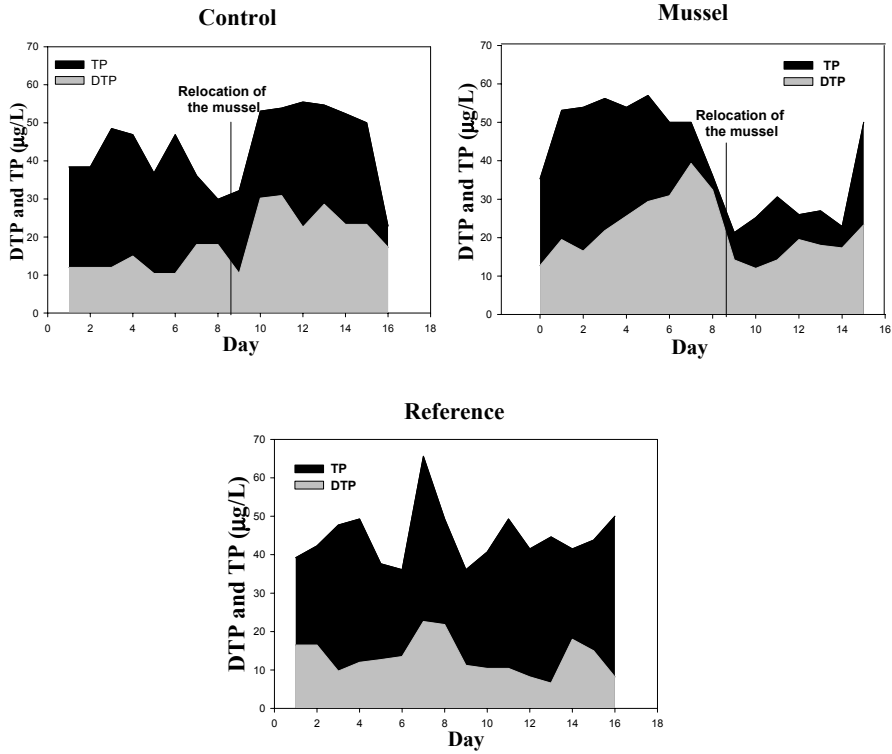 Control
70
60
50
40
30
20
10
0
TP
DTP
Relocation of
the mussel
DTP and TP (µg/L)
0 2 4 6 8 10 12 14 16 18
Day
Mussel
70
60
50
40
30
20
10
0
TP
DTP
Relocation of
the mussel
DTP and TP (µg/L)
0 2 4 6 8 10 12 14 16
Day
Reference
70
60
50
40
30
20
10
0
TP
DTP
DTP and TP (µg/L)
0 2 4 6 8 10 12 14 16 18
Day